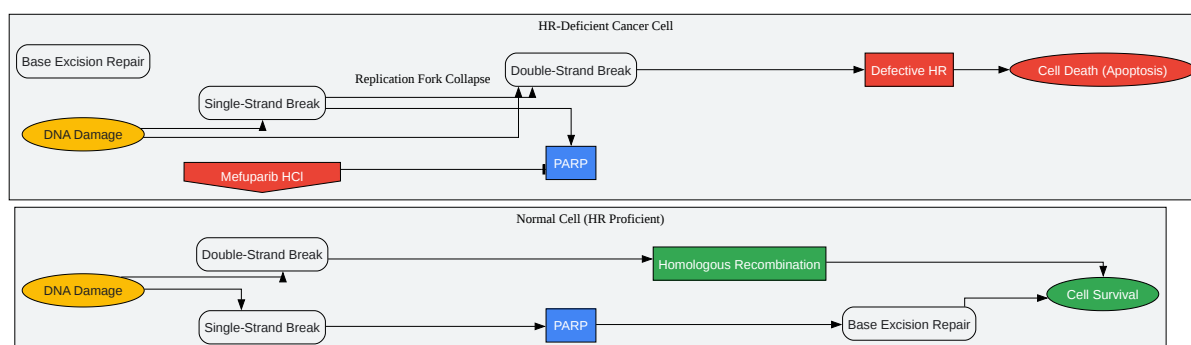 HR-Deficient Cancer Cell
Base Excision Repair
Replication Fork Collapse
Double-Strand Break
Defective HR
Cell Death (Apoptosis)
Single-Strand Break
DNA Damage
PARP
Mefuparib HCl
Normal Cell (HR Proficient)
Double-Strand Break
Homologous Recombination
DNA Damage
Cell Survival
Single-Strand Break
PARP
Base Excision Repair